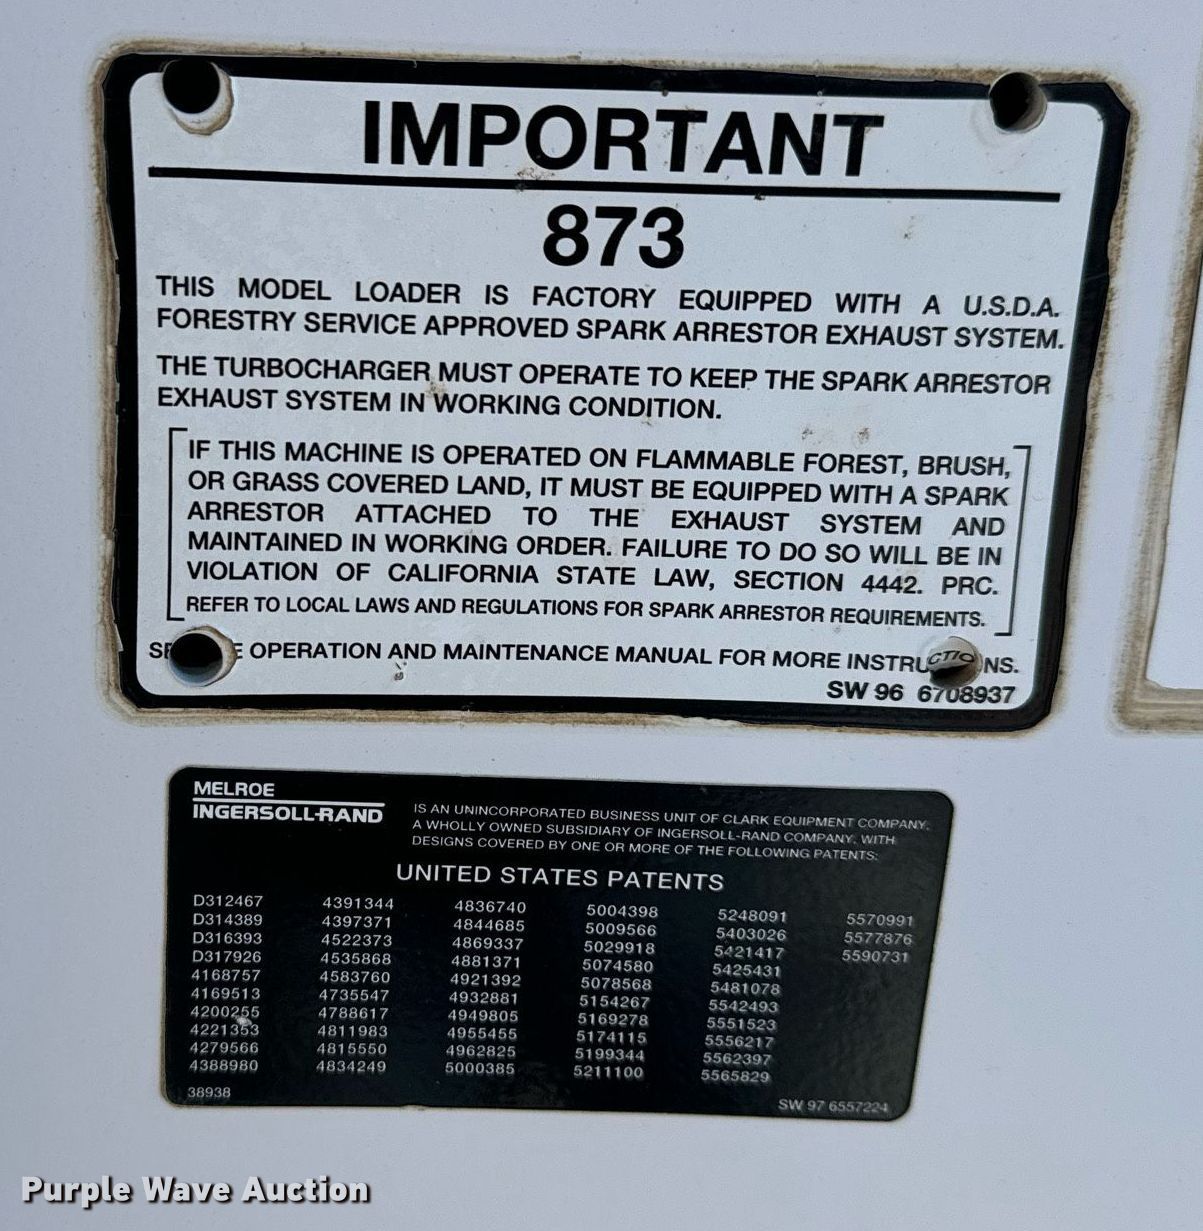 IMPORTANT
873
THIS MODEL LOADER IS FACTORY EQUIPPED WITH A U.S.D.A.
FORESTRY SERVICE APPROVED SPARK ARRESTOR EXHAUST SYSTEM.
THE TURBOCHARGER MUST OPERATE TO KEEP THE SPARK ARRESTOR
EXHAUST SYSTEM IN WORKING CONDITION.
IF THIS MACHINE IS OPERATED ON FLAMMABLE FOREST, BRUSH,
OR GRASS COVERED LAND, IT MUST BE EQUIPPED WITH A SPARK
ARRESTOR ATTACHED TO THE EXHAUST SYSTEM AND
MAINTAINED IN WORKING ORDER. FAILURE TO DO SO WILL BE IN
VIOLATION OF CALIFORNIA STATE LAW, SECTION 4442. PRC.
REFER TO LOCAL LAWS AND REGULATIONS FOR SPARK ARRESTOR REQUIREMENTS.
OPERATION AND MAINTENANCE MANUAL FOR MORE INSTRUCTIONS.
SW 96 6708937
MELROE
INGERSOLL-RAND
IS AN UNINCORPORATED BUSINESS UNIT OF CLARK EQUIPMENT COMPANY,
A WHOLLY OWNED SUBSIDIARY OF INGERSOLL-RAND COMPANY, WITH
DESIGNS COVERED BY ONE OR MORE OF THE FOLLOWING PATENTS:
UNITED STATES PATENTS
D312467 4391344 4836740 5004398 5248091 5570991
D314389 4397371 4844685 5009566 5403026 5577876
D316393 4522373 4869337 5029918 5421417 5590731
D317926 4535868 4881371 5074580 5425431
4168757 4583760 4921392 5078568 5481078
4169513 4735547 4932881 5154267 5542493
4200255 4788617 4949805 5169278 5551523
4221353 4811983 4955455 5174115 5556217
4279566 4815550 4962825 5199344 5562397
4388980 4834249 5000385 5211100 5565829
38938
SW 97 6557224
Purple Wave Auction